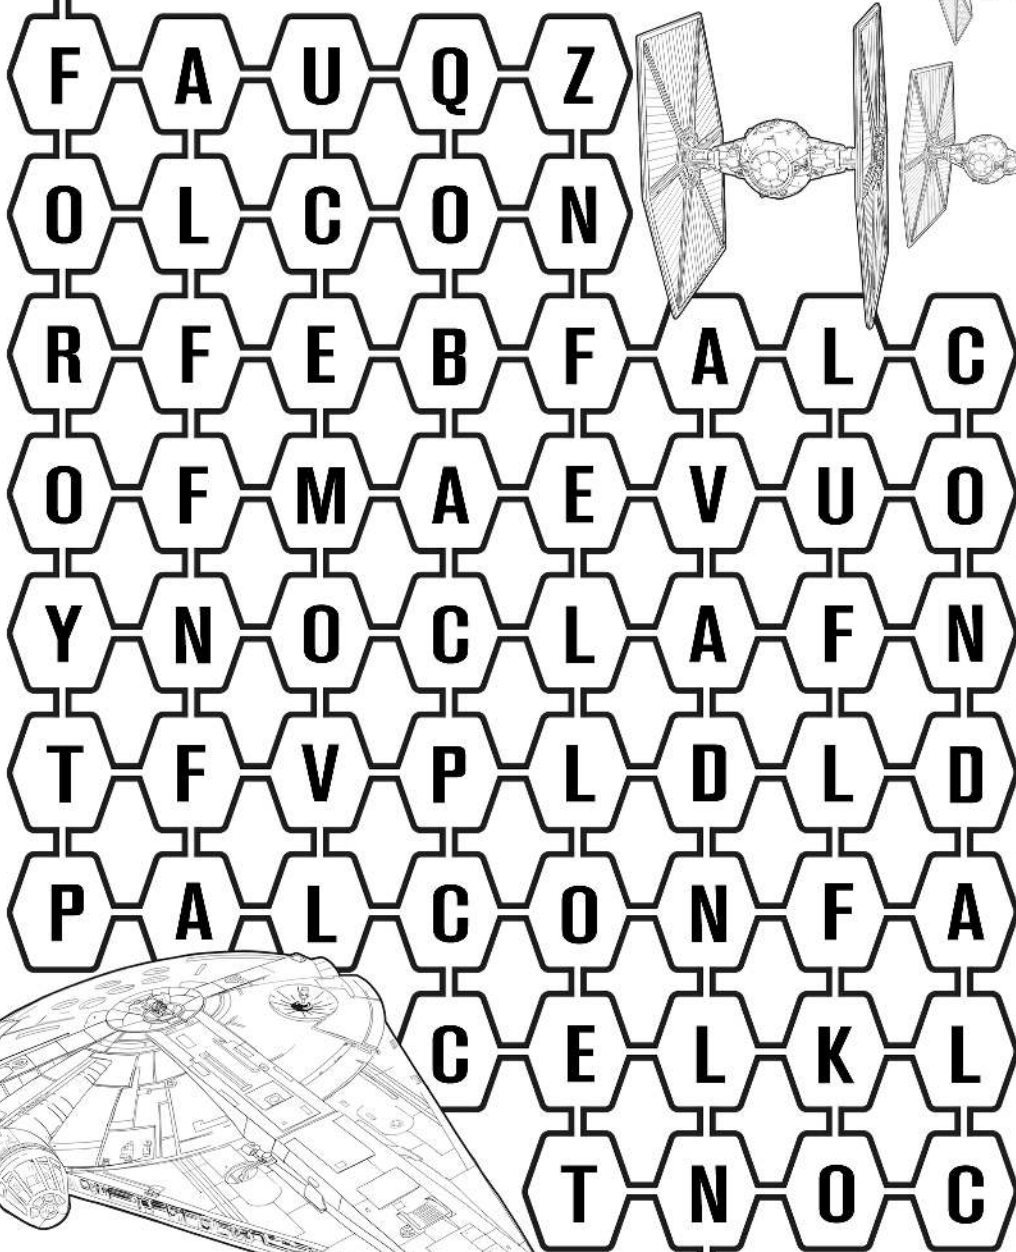 F A U Q Z
O L C O N
R F E B F A L C
O F M A E V U O
Y N O C L A F N
T F V P L D L D
P A L C O N F A
C E L K L
T N O C